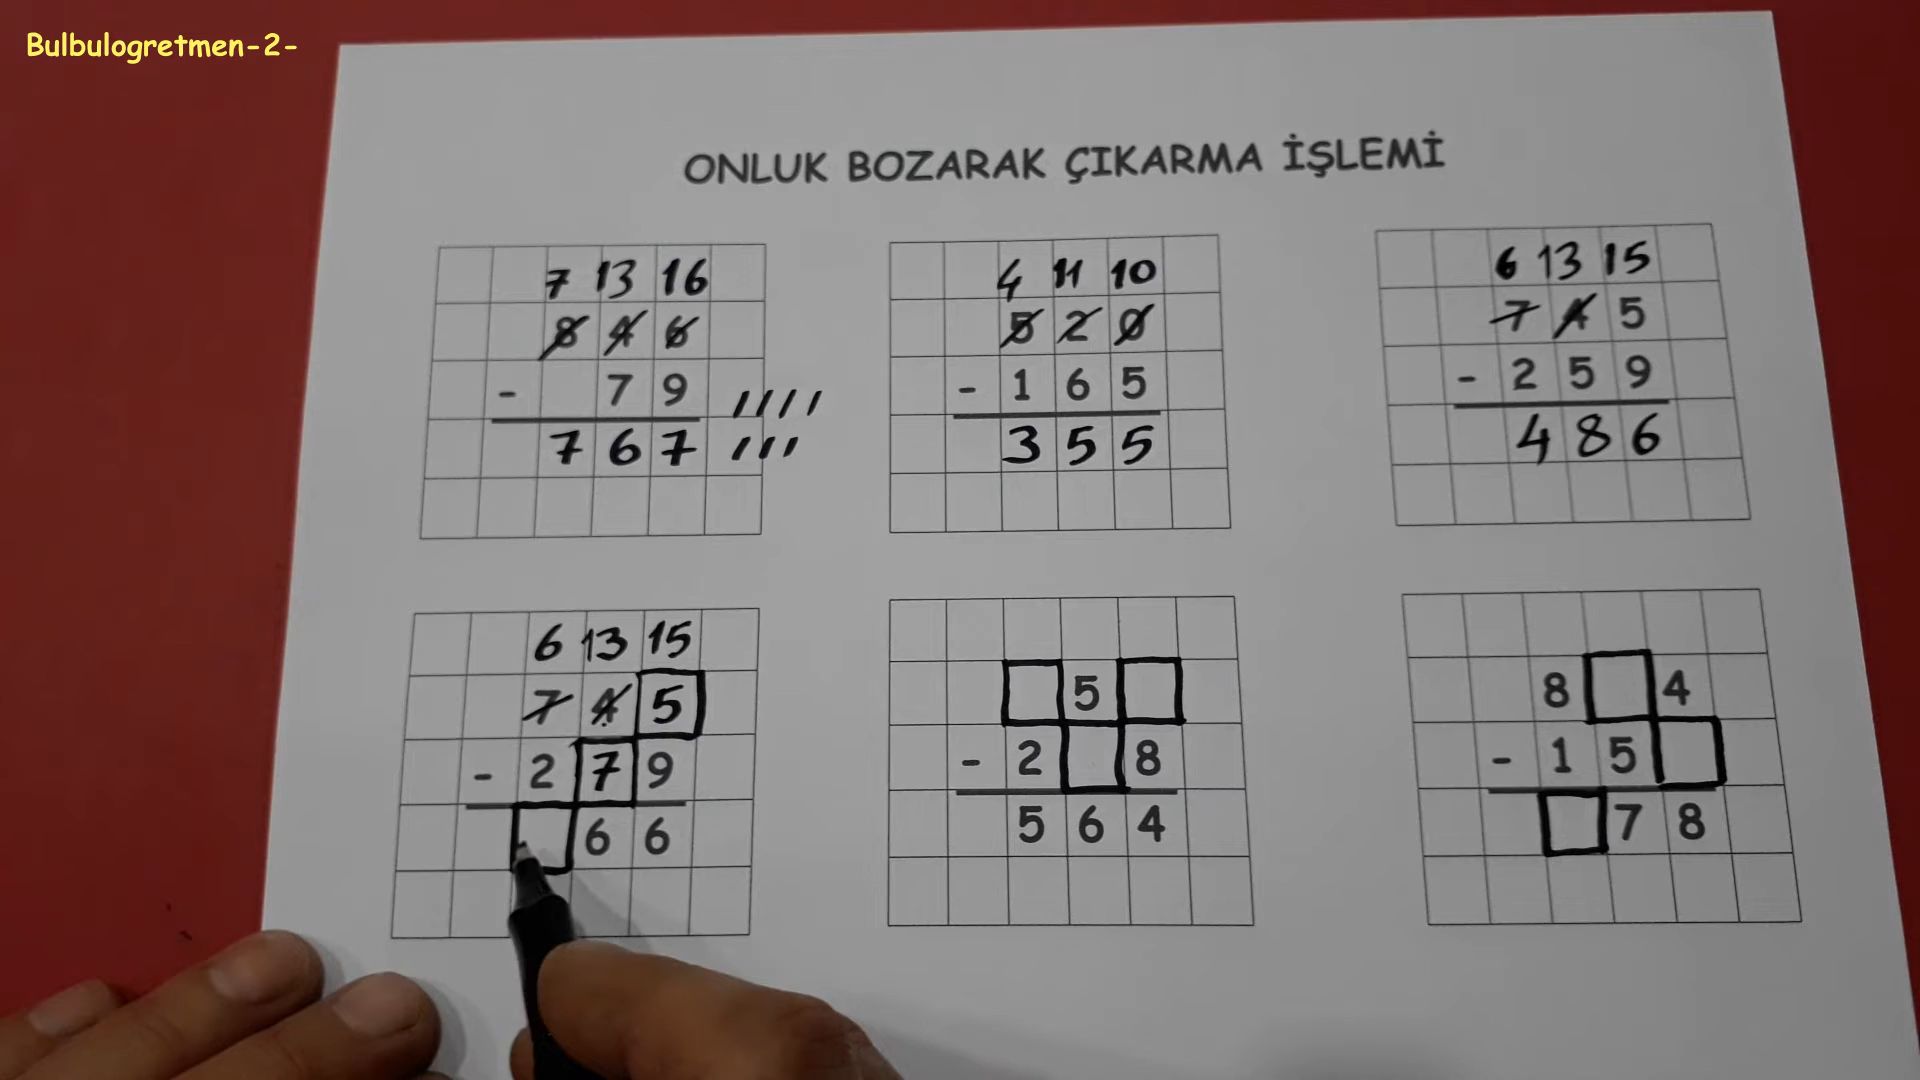 Bulbulogretmen-2-
ONLUK BOZARAK ÇIKARMA İŞLEMİ
7 13 16
8 4 6
- 7 9
7 6 7
4 11 10
5 2 0
- 1 6 5
3 5 5
6 13 15
7 4 5
- 2 5 9
4 8 6
6 13 15
7 4 5
- 2 7 9
6 6
5
- 2 8
5 6 4
8 4
- 1 5
7 8